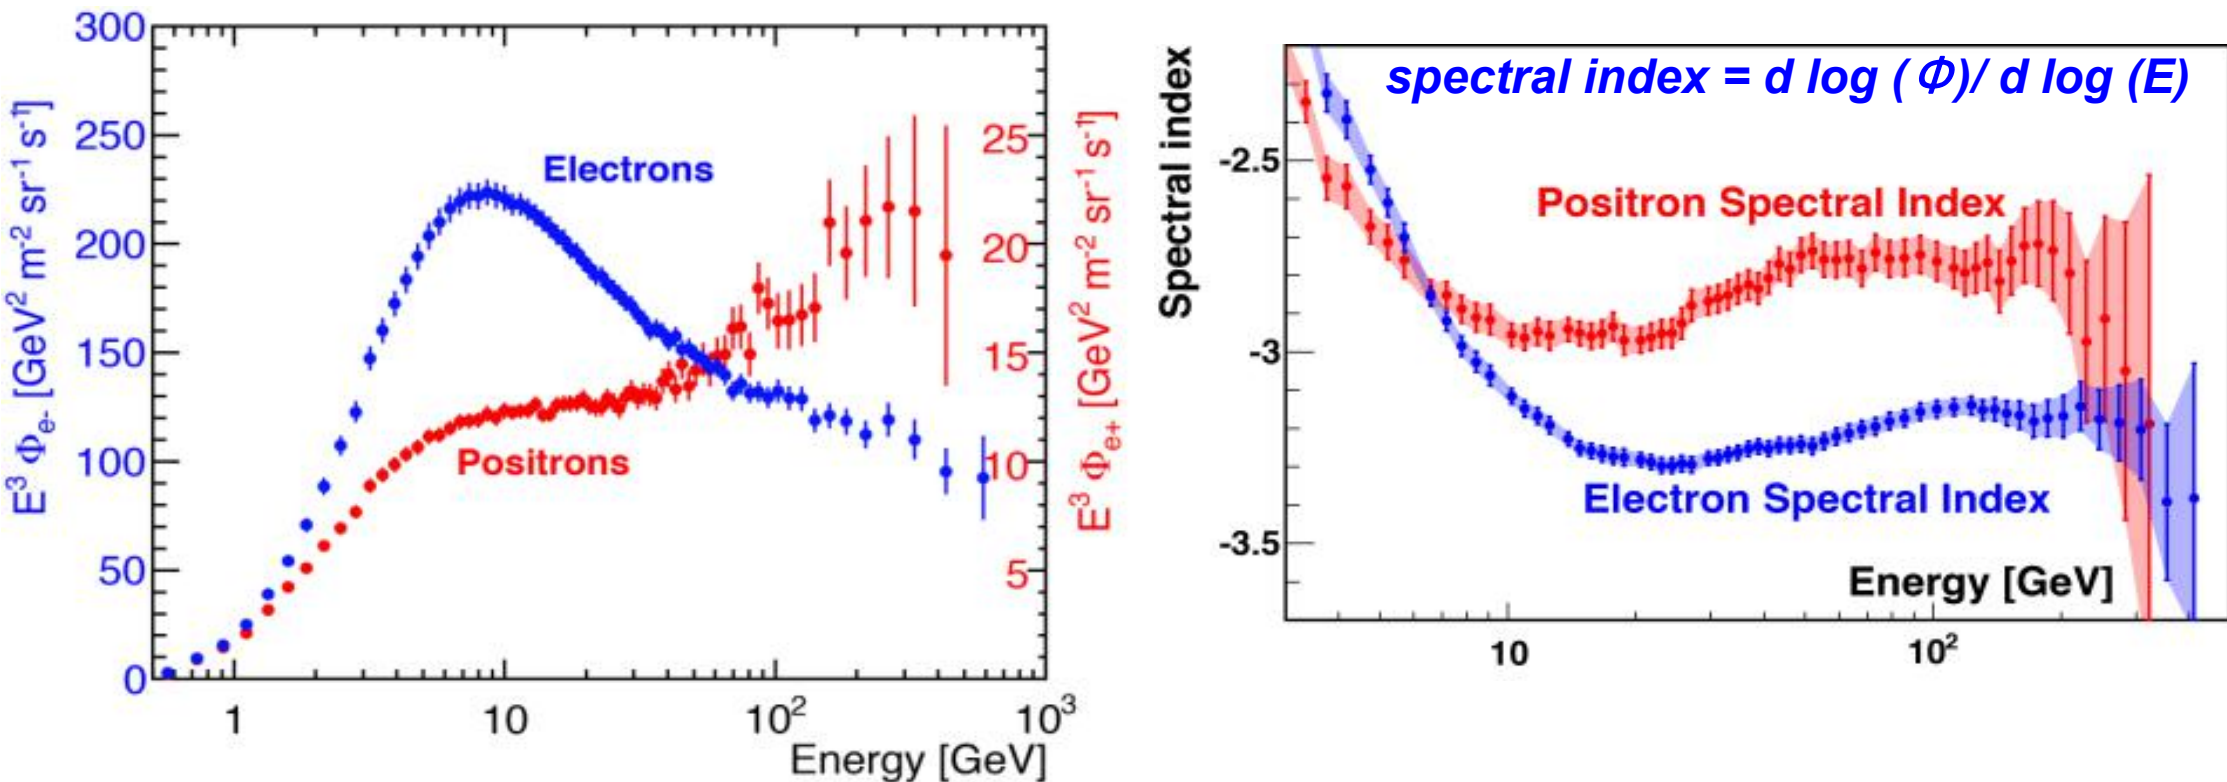 300
250
200
150
100
50
0
E³ Φₑ₋ [GeV² m⁻² sr⁻¹ s⁻¹]
Electrons
Positrons
25
20
15
10
5
E³ Φₑ₊ [GeV² m⁻² sr⁻¹ s⁻¹]
1
10
10²
10³
Energy [GeV]
spectral index = d log (Φ)/ d log (E)
Spectral index
-2.5
-3
-3.5
Positron Spectral Index
Electron Spectral Index
Energy [GeV]
10
10²